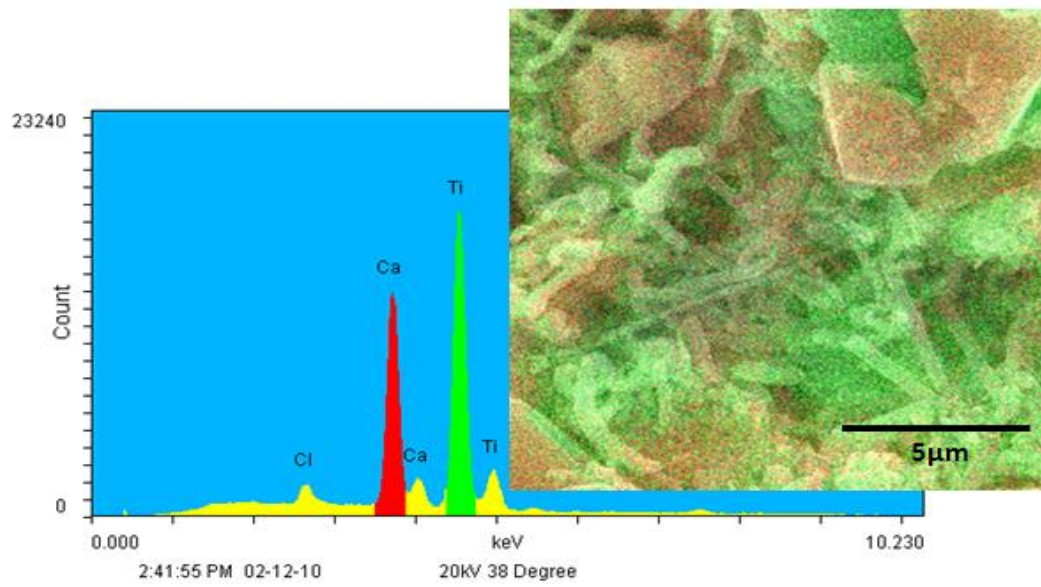 23240
Ti
Ca
Count
Cl
Ca
Ti
5µm
0
0.000
keV
10.230
2:41:55 PM 02-12-10
20kV 38 Degree